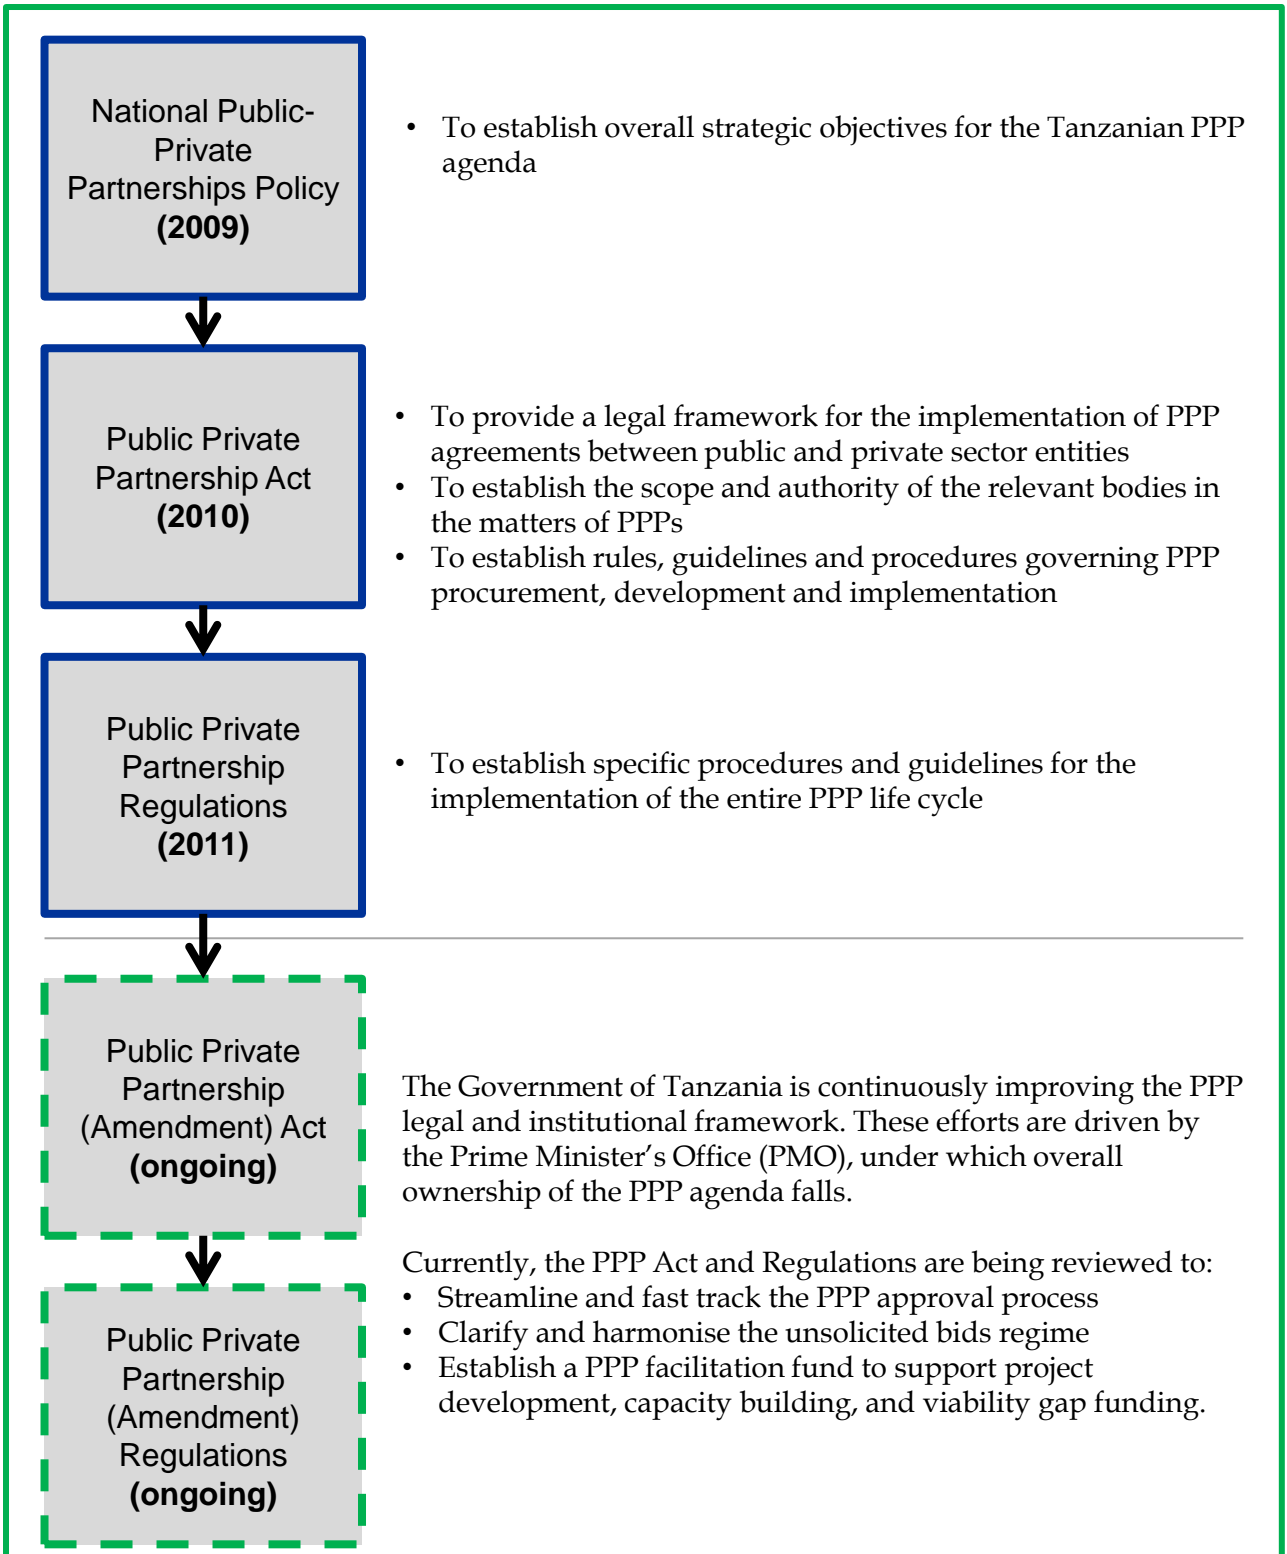 National Public-
Private
Partnerships Policy
(2009)
• To establish overall strategic objectives for the Tanzanian PPP
agenda
Public Private
Partnership Act
(2010)
• To provide a legal framework for the implementation of PPP
agreements between public and private sector entities
• To establish the scope and authority of the relevant bodies in
the matters of PPPs
• To establish rules, guidelines and procedures governing PPP
procurement, development and implementation
Public Private
Partnership
Regulations
(2011)
• To establish specific procedures and guidelines for the
implementation of the entire PPP life cycle
Public Private
Partnership
(Amendment) Act
(ongoing)
The Government of Tanzania is continuously improving the PPP
legal and institutional framework. These efforts are driven by
the Prime Minister’s Office (PMO), under which overall
ownership of the PPP agenda falls.
Public Private
Partnership
(Amendment)
Regulations
(ongoing)
Currently, the PPP Act and Regulations are being reviewed to:
• Streamline and fast track the PPP approval process
• Clarify and harmonise the unsolicited bids regime
• Establish a PPP facilitation fund to support project
development, capacity building, and viability gap funding.